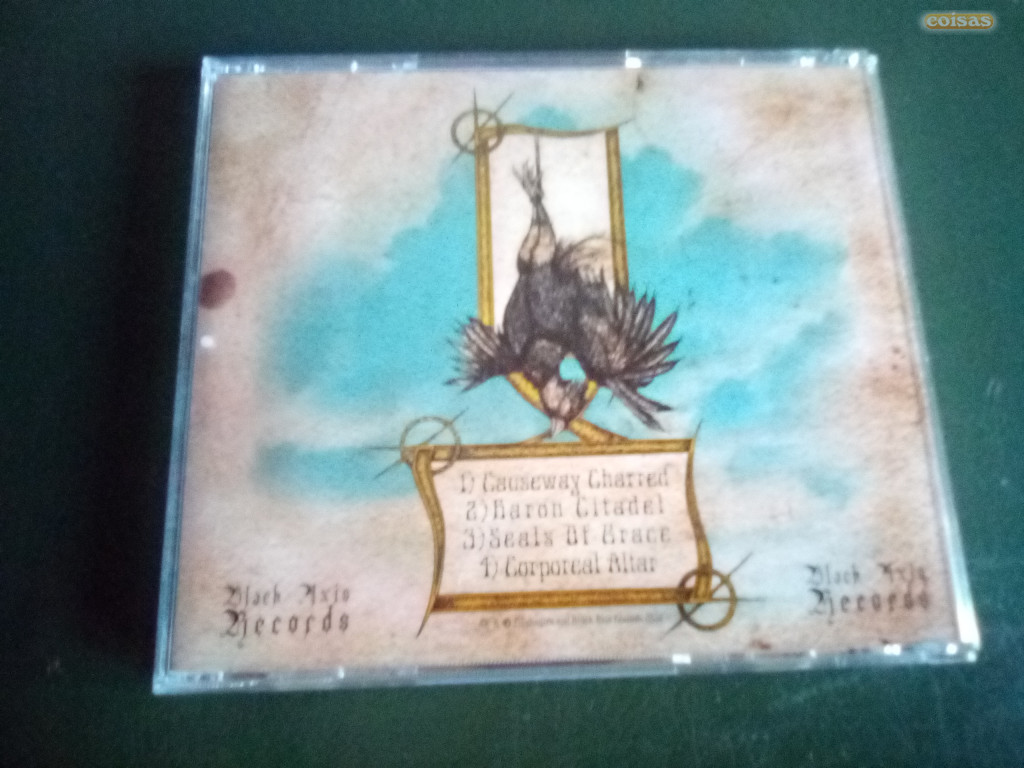 coisas
1) Causeway Charred
2) Baron Citadel
3) Seals Of Grace
4) Corporeal Altar
Black Axis
Records
Black Axis
Records